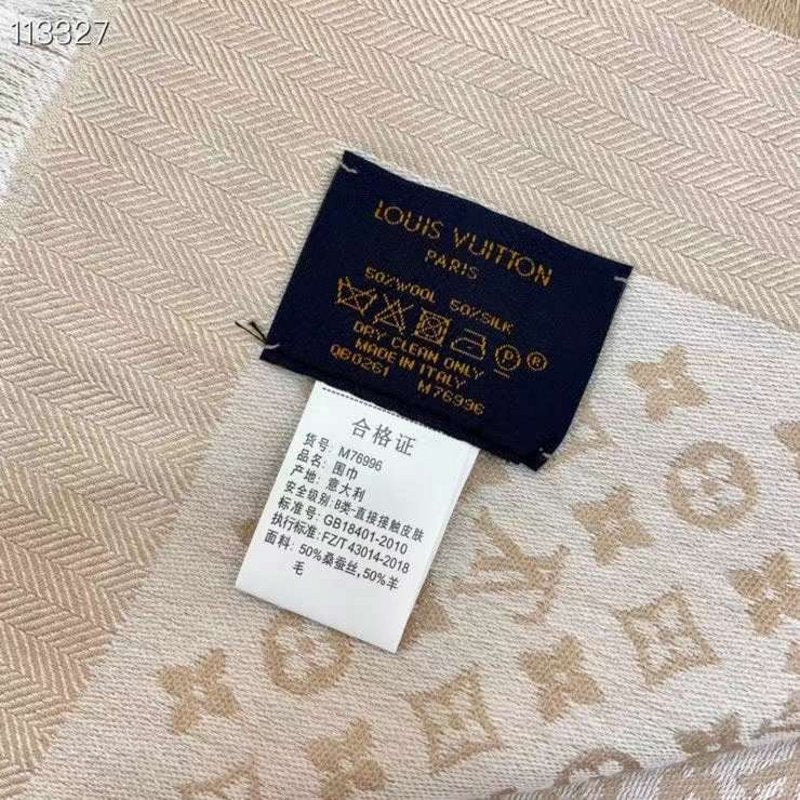 113327
LOUIS VUITTON
PARIS
50%WOOL 50%SILK
P R
DRY CLEAN ONLY
MADE IN ITALY
QB0261 M76996
合格证
货号: M76996
品名: 围巾
产地: 意大利
安全级别: B类-直接接触皮肤
标准号: GB18401-2010
执行标准: FZ/T 43014-2018
面料: 50%桑蚕丝, 50%羊
毛